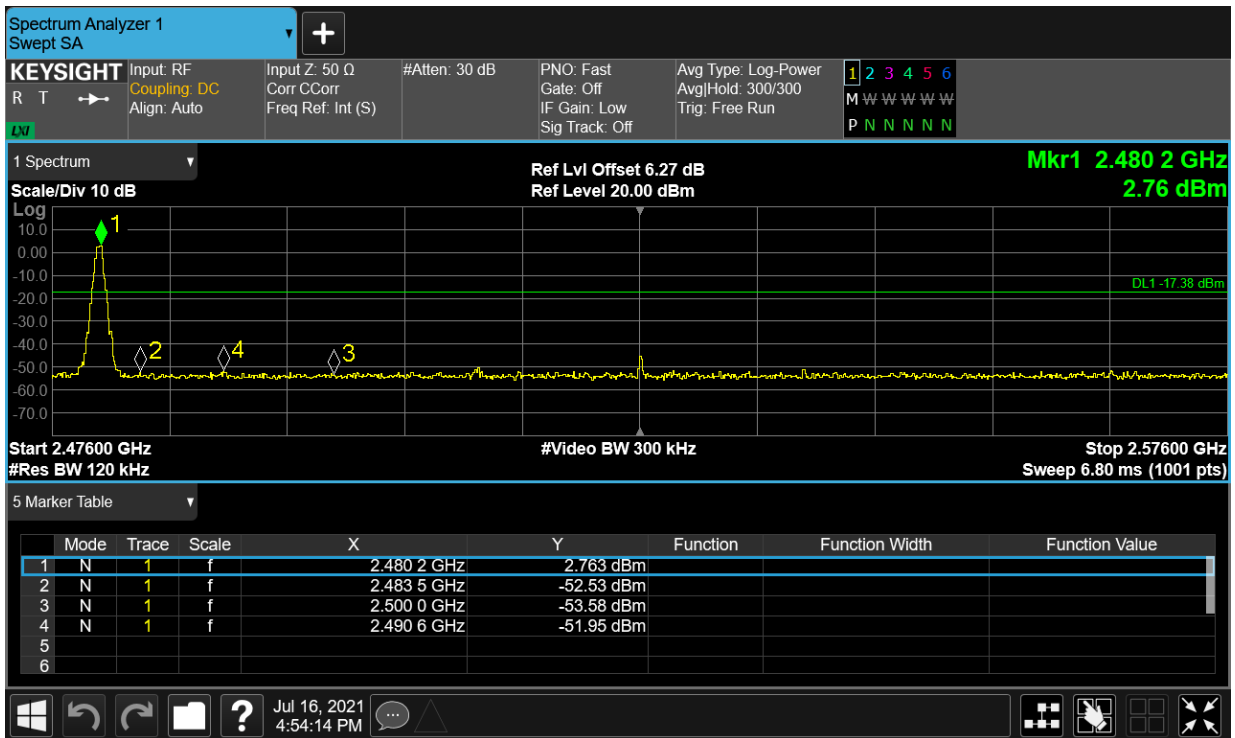 Spectrum Analyzer 1
Swept SA
+
KEYSIGHT
R T
LXI
Input: RF
Coupling: DC
Align: Auto
Input Z: 50 Ω
Corr CCorr
Freq Ref: Int (S)
#Atten: 30 dB
PNO: Fast
Gate: Off
IF Gain: Low
Sig Track: Off
Avg Type: Log-Power
Avg|Hold: 300/300
Trig: Free Run
1 2 3 4 5 6
M W W W W W
P N N N N N
1 Spectrum
Scale/Div 10 dB
Ref Lvl Offset 6.27 dB
Ref Level 20.00 dBm
Mkr1 2.480 2 GHz
2.76 dBm
Log
10.0
0.00
-10.0
-20.0
-30.0
-40.0
-50.0
-60.0
-70.0
1
2
4
3
DL1 -17.38 dBm
Start 2.47600 GHz
#Res BW 120 kHz
#Video BW 300 kHz
Stop 2.57600 GHz
Sweep 6.80 ms (1001 pts)
5 Marker Table
Mode Trace Scale X Y Function Function Width Function Value
1 N 1 f 2.480 2 GHz 2.763 dBm
2 N 1 f 2.483 5 GHz -52.53 dBm
3 N 1 f 2.500 0 GHz -53.58 dBm
4 N 1 f 2.490 6 GHz -51.95 dBm
5
6
?
Jul 16, 2021
4:54:14 PM